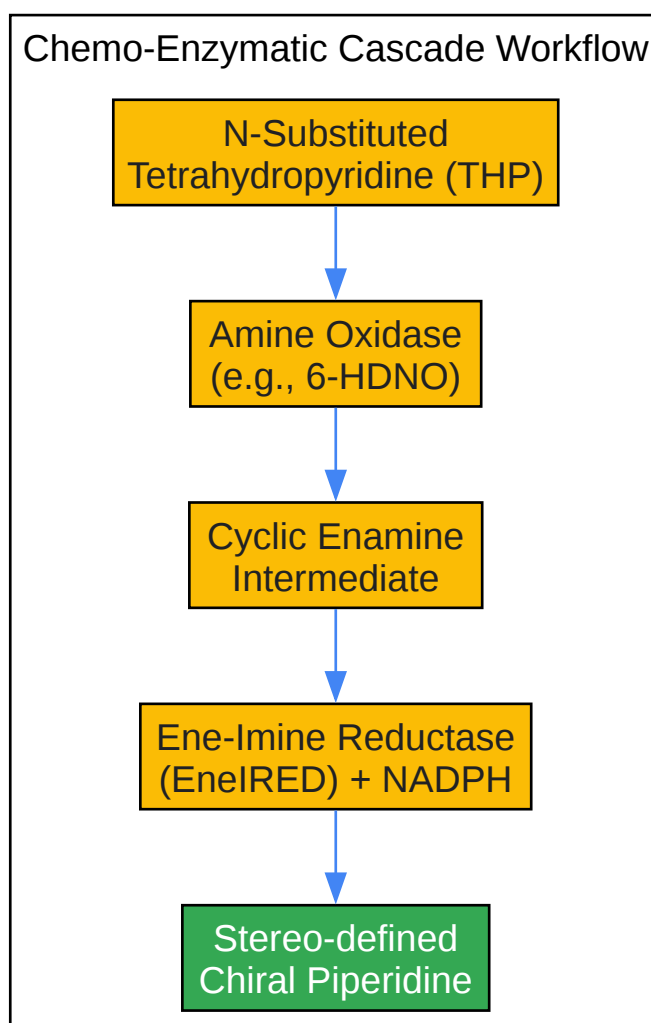 Chemo-Enzymatic Cascade Workflow
N-Substituted
Tetrahydropyridine (THP)
Amine Oxidase
(e.g., 6-HDNO)
Cyclic Enamine
Intermediate
Ene-Imine Reductase
(EneIRED) + NADPH
Stereo-defined
Chiral Piperidine